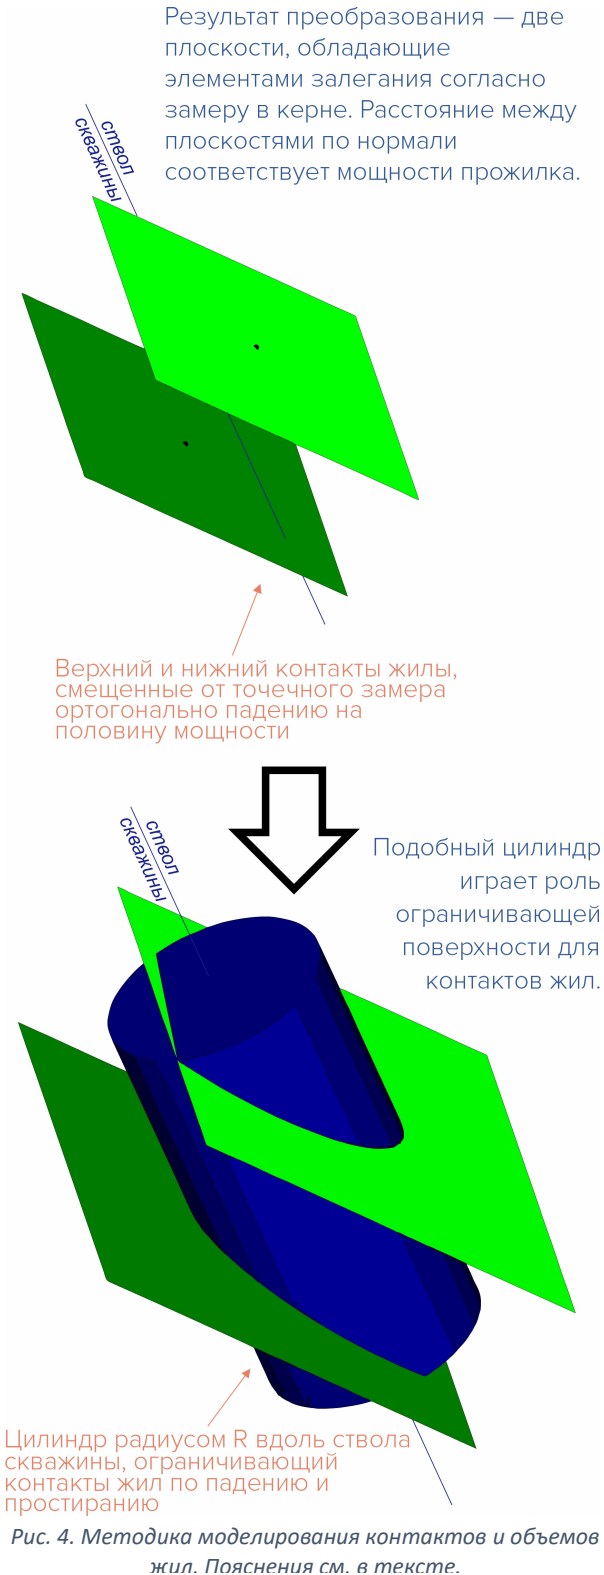 Результат преобразования — две
плоскости, обладающие
элементами залегания согласно
замеру в керне. Расстояние между
плоскостями по нормали
соответствует мощности прожилка.
ствол
скважины
Верхний и нижний контакты жилы,
смещенные от точечного замера
ортогонально падению на
половину мощности
ствол
скважины
Подобный цилиндр
играет роль
ограничивающей
поверхности для
контактов жил.
Цилиндр радиусом R вдоль ствола
скважины, ограничивающий
контакты жил по падению и
простиранию
Рис. 4. Методика моделирования контактов и объемов
жил. Пояснения см. в тексте.